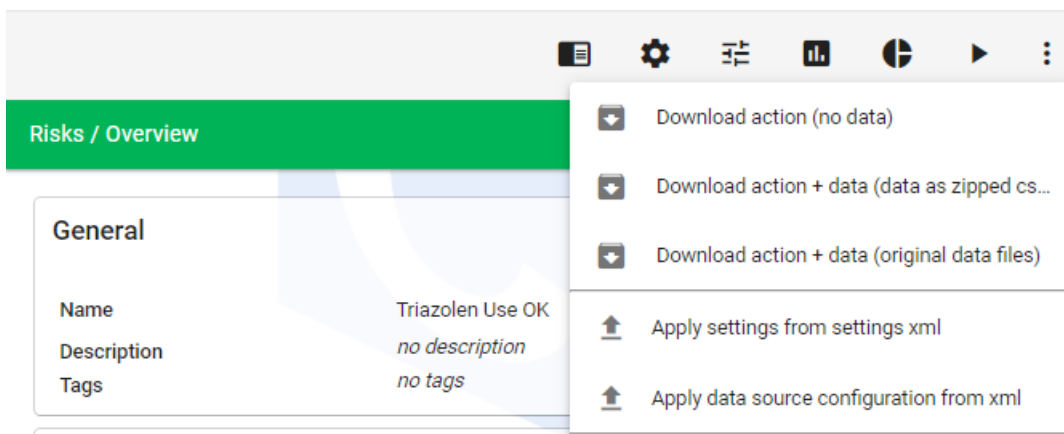 Risks / Overview
General
Name Triazolen Use OK
Description no description
Tags no tags
Download action (no data)
Download action + data (data as zipped cs...
Download action + data (original data files)
Apply settings from settings xml
Apply data source configuration from xml